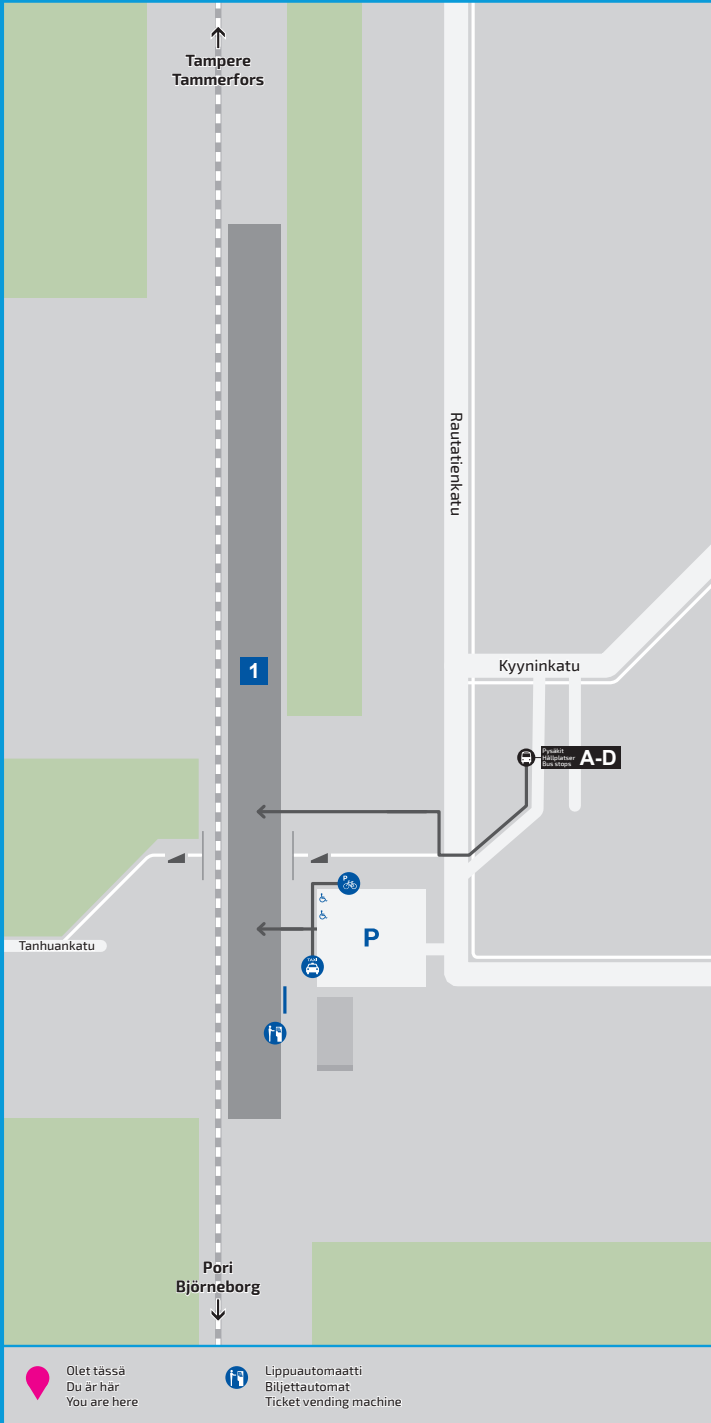 Tampere
Tammerfors
Rautatienkatu
1
Kyyninkatu
Pysäkit
Hållplatser
Bus stops
A-D
P
Tanhuankatu
P
TAXI
Pori
Björneborg
Olet tässä
Du är här
You are here
Lippuautomaatti
Biljettautomat
Ticket vending machine